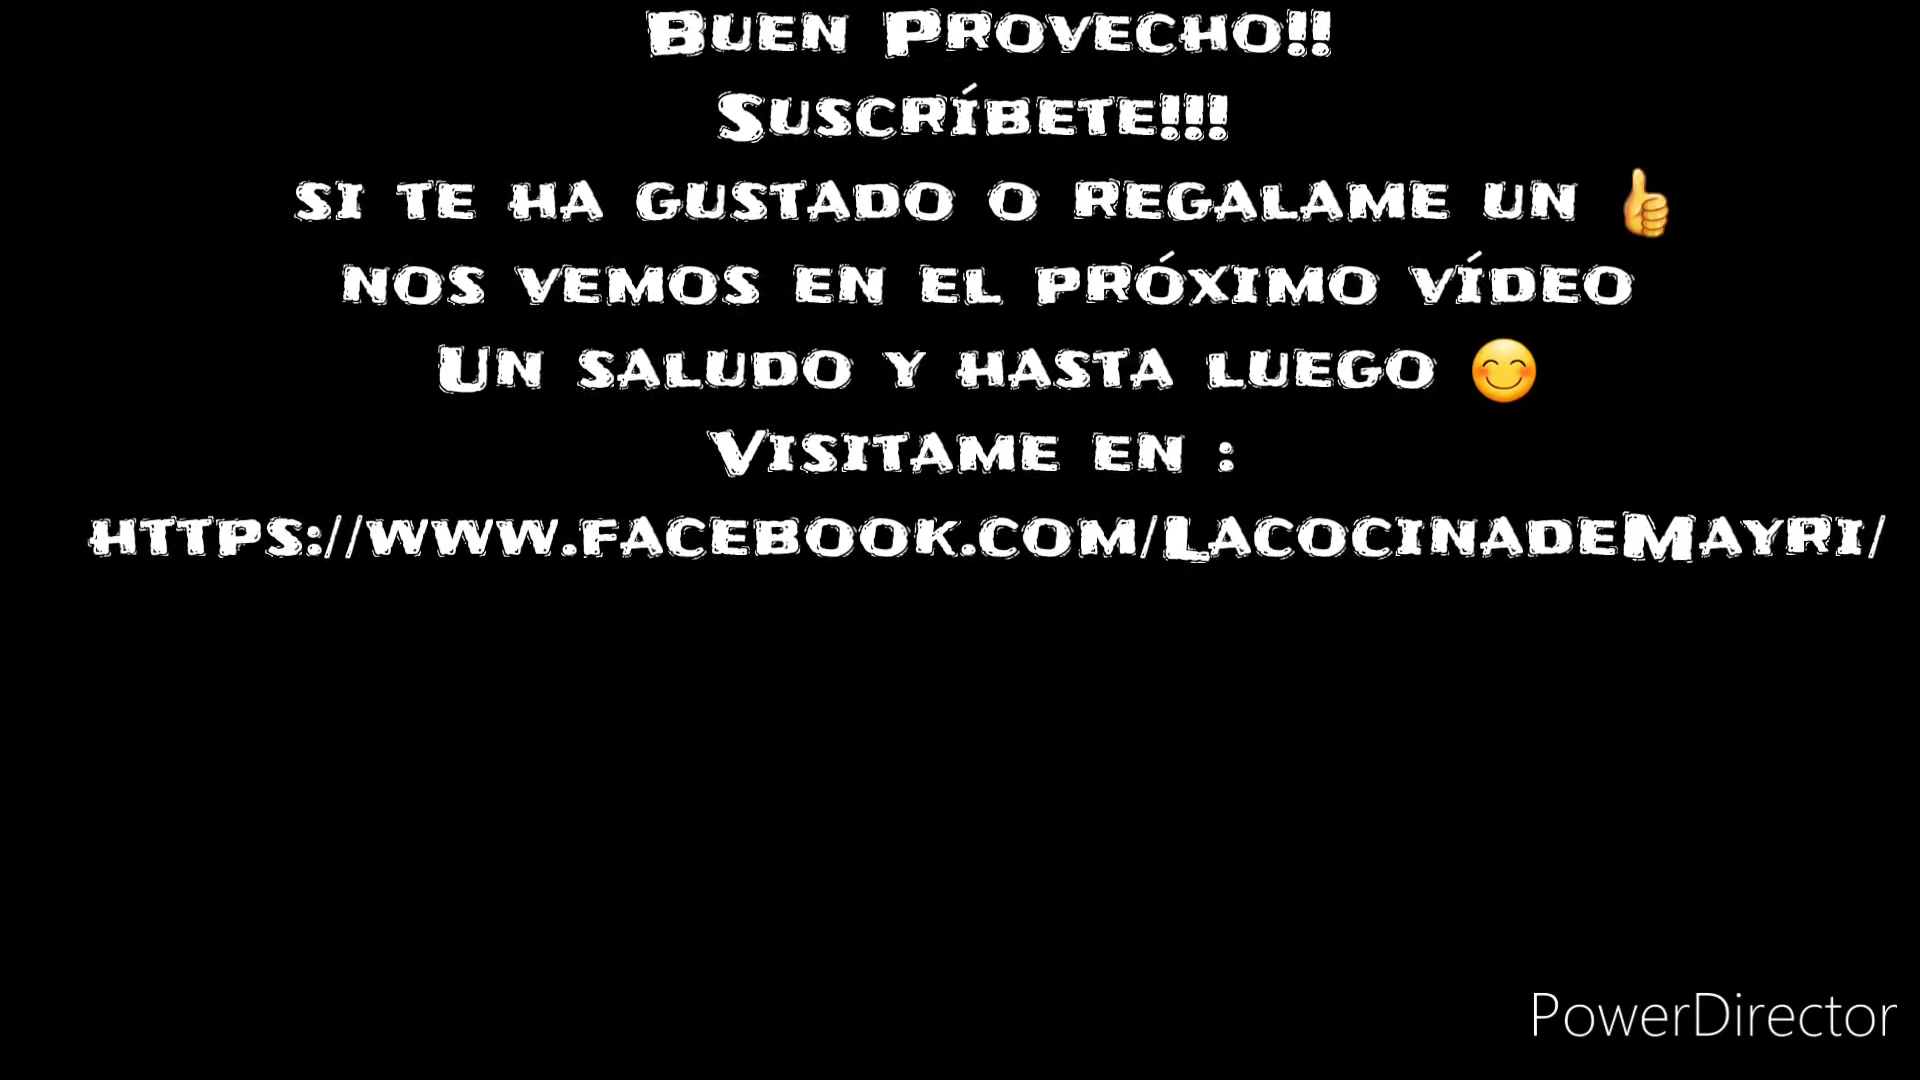 Buen Provecho!!
Suscríbete!!!
si te ha gustado o regalame un 👍
nos vemos en el próximo vídeo
Un saludo y hasta luego 😊
Visitame en :
https://www.facebook.com/LacocinadeMayri/
PowerDirector